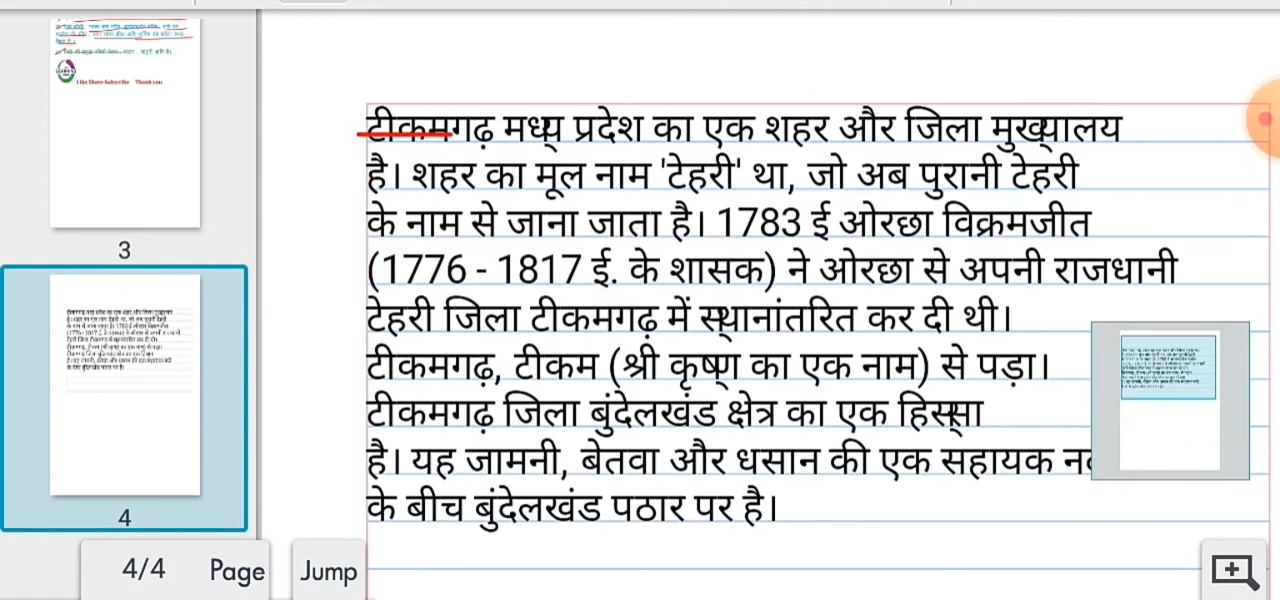 Like Share Subscribe Thank you
3
4
टीकमगढ़ मध्य प्रदेश का एक शहर और जिला मुख्यालय
है। शहर का मूल नाम 'टेहरी' था, जो अब पुरानी टेहरी
के नाम से जाना जाता है। 1783 ई ओरछा विक्रमजीत
(1776 - 1817 ई. के शासक) ने ओरछा से अपनी राजधानी
टेहरी जिला टीकमगढ़ में स्थानांतरित कर दी थी।
टीकमगढ़, टीकम (श्री कृष्ण का एक नाम) से पड़ा।
टीकमगढ़ जिला बुंदेलखंड क्षेत्र का एक हिस्सा
है। यह जामनी, बेतवा और धसान की एक सहायक
के बीच बुंदेलखंड पठार पर है।
4/4 Page Jump